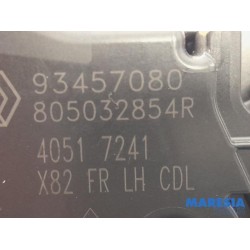 93457080
805032854R
4051 7241
X82 FR LH CDL
MARESIA